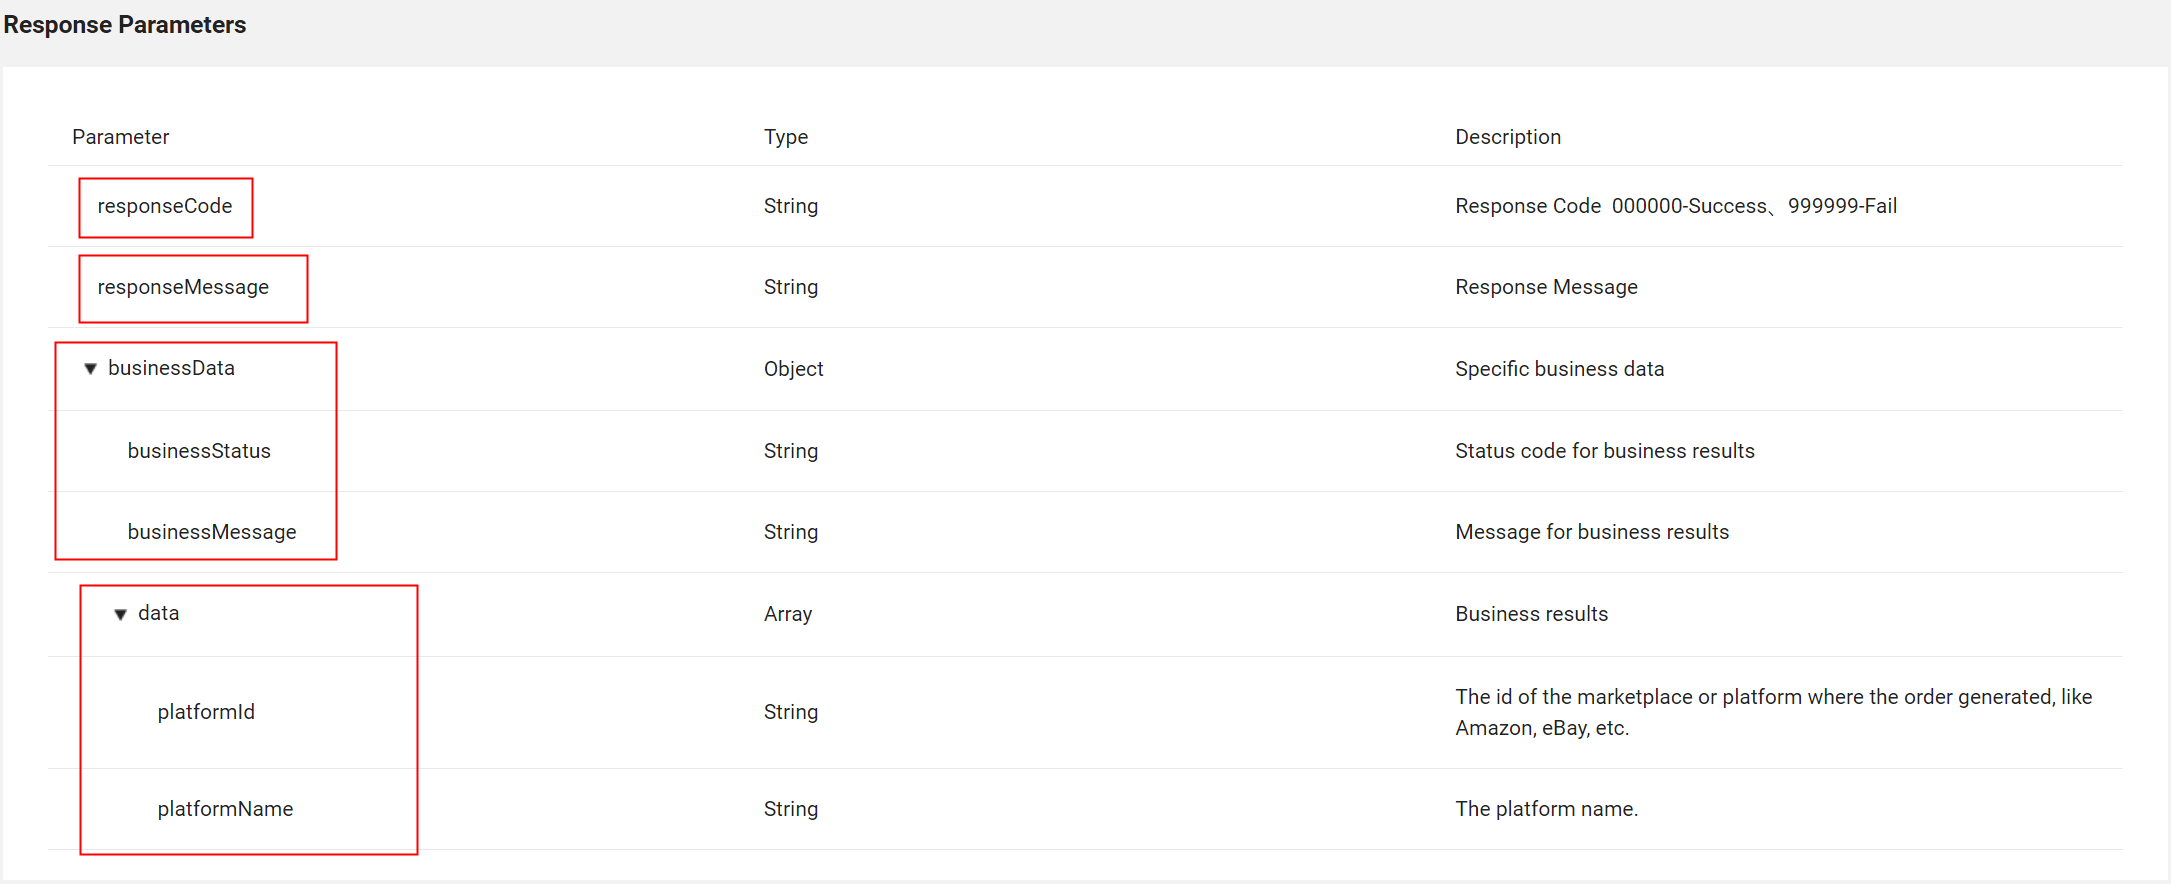 Response Parameters
Parameter Type Description
responseCode String Response Code 000000-Success、999999-Fail
responseMessage String Response Message
▼ businessData Object Specific business data
businessStatus String Status code for business results
businessMessage String Message for business results
▼ data Array Business results
platformId String The id of the marketplace or platform where the order generated, like
Amazon, eBay, etc.
platformName String The platform name.